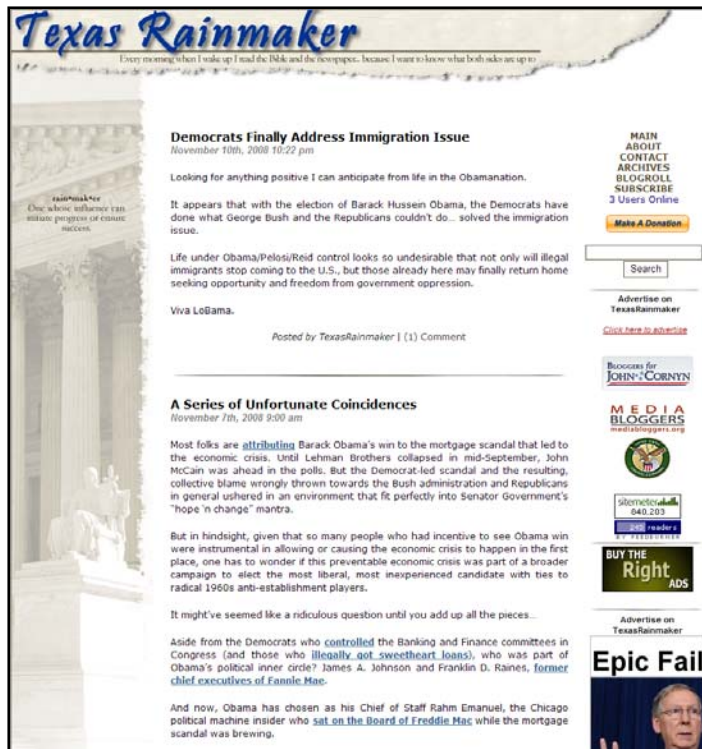 Texas Rainmaker
Every morning when I wake up I read the Bible and the newspaper... because I want to know what both sides are up to
rain•mak•er
One whose influence can
initiate progress or ensure
success.
Democrats Finally Address Immigration Issue
November 10th, 2008 10:22 pm
Looking for anything positive I can anticipate from life in the Obamanation.
It appears that with the election of Barack Hussein Obama, the Democrats have
done what George Bush and the Republicans couldn't do... solved the immigration
issue.
Life under Obama/Pelosi/Reid control looks so undesirable that not only will illegal
immigrants stop coming to the U.S., but those already here may finally return home
seeking opportunity and freedom from government oppression.
Viva LoBama.
Posted by TexasRainmaker | (1) Comment
A Series of Unfortunate Coincidences
November 7th, 2008 9:00 am
Most folks are attributing Barack Obama's win to the mortgage scandal that led to
the economic crisis. Until Lehman Brothers collapsed in mid-September, John
McCain was ahead in the polls. But the Democrat-led scandal and the resulting,
collective blame wrongly thrown towards the Bush administration and Republicans
in general ushered in an environment that fit perfectly into Senator Government's
"hope 'n change" mantra.
But in hindsight, given that so many people who had incentive to see Obama win
were instrumental in allowing or causing the economic crisis to happen in the first
place, one has to wonder if this preventable economic crisis was part of a broader
campaign to elect the most liberal, most inexperienced candidate with ties to
radical 1960s anti-establishment players.
It might've seemed like a ridiculous question until you add up all the pieces...
Aside from the Democrats who controlled the Banking and Finance committees in
Congress (and those who illegally got sweetheart loans), who was part of
Obama's political inner circle? James A. Johnson and Franklin D. Raines, former
chief executives of Fannie Mae.
And now, Obama has chosen as his Chief of Staff Rahm Emanuel, the Chicago
political machine insider who sat on the Board of Freddie Mac while the mortgage
scandal was brewing.
MAIN
ABOUT
CONTACT
ARCHIVES
BLOGROLL
SUBSCRIBE
3 Users Online
Make A Donation
Search
Advertise on
TexasRainmaker
Click here to advertise
BLOGGERS for
JOHN CORNYN
MEDIA
BLOGGERS
mediabloggers.org
sitemeter
640,203
245 readers
BY FEEDBURNER
BUY THE
Right
ADS
Advertise on
TexasRainmaker
Epic Fail